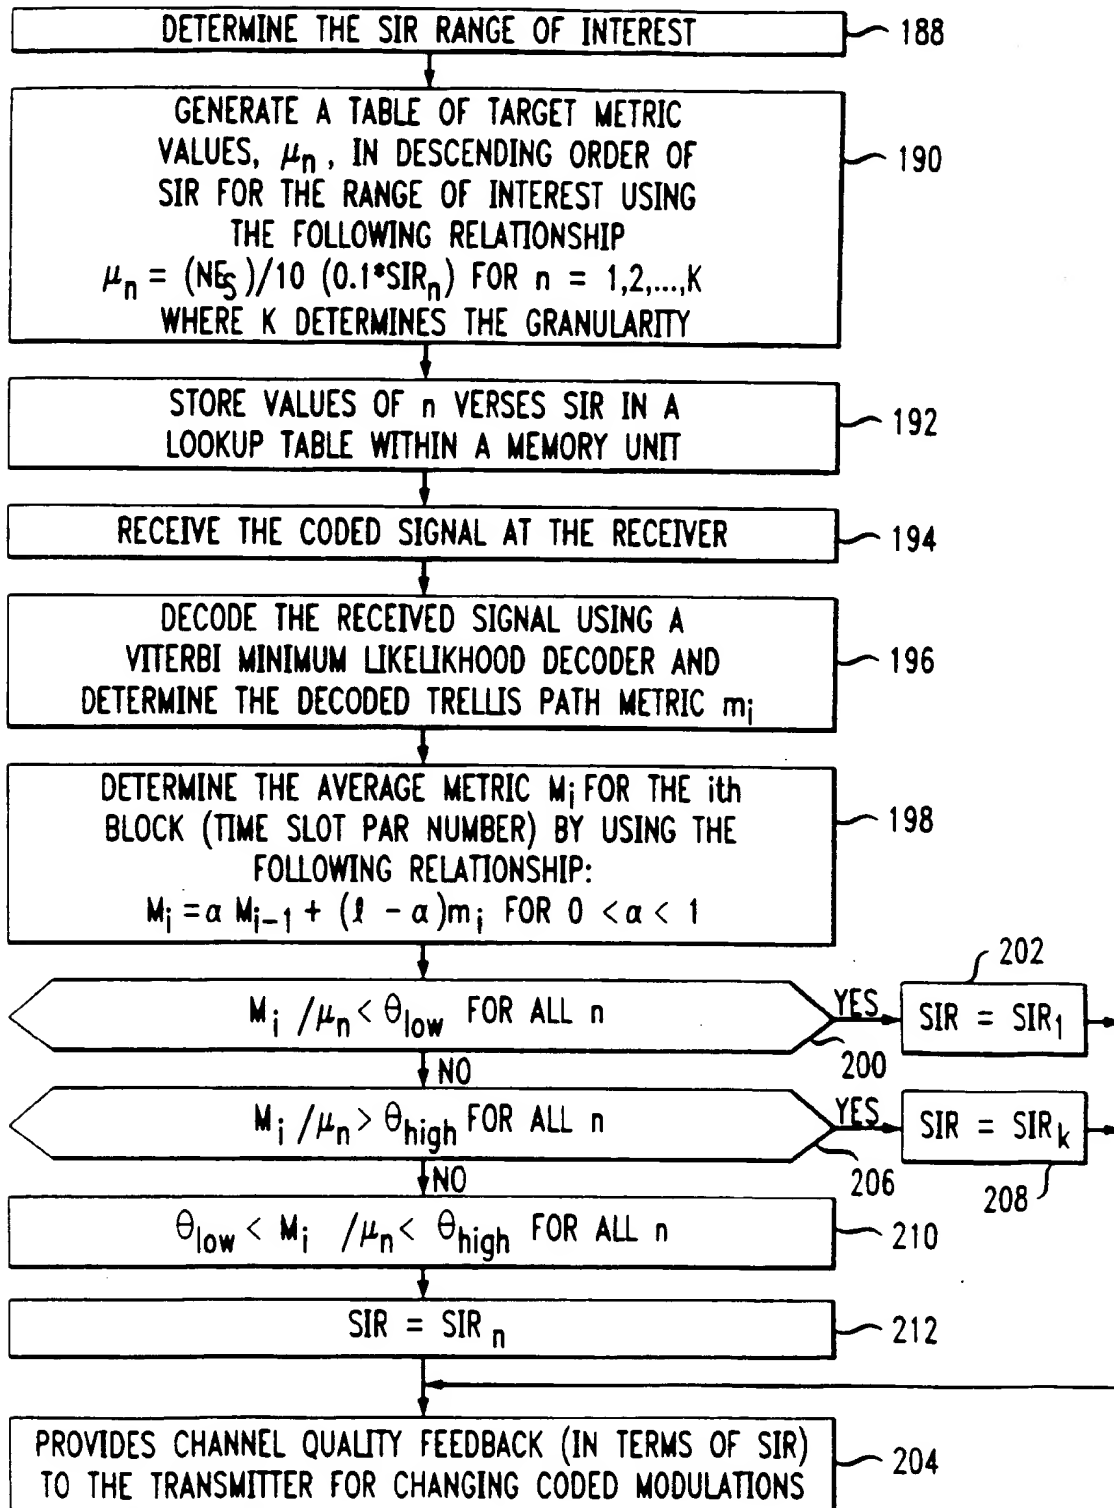 DETERMINE THE SIR RANGE OF INTEREST
188
GENERATE A TABLE OF TARGET METRIC
VALUES, μn, IN DESCENDING ORDER OF
SIR FOR THE RANGE OF INTEREST USING
THE FOLLOWING RELATIONSHIP
μn = (NES)/10 (0.1*SIRn) FOR n = 1,2,...,K
WHERE K DETERMINES THE GRANULARITY
190
STORE VALUES OF n VERSES SIR IN A
LOOKUP TABLE WITHIN A MEMORY UNIT
192
RECEIVE THE CODED SIGNAL AT THE RECEIVER
194
DECODE THE RECEIVED SIGNAL USING A
VITERBI MINIMUM LIKELIKHOOD DECODER AND
DETERMINE THE DECODED TRELLIS PATH METRIC mi
196
DETERMINE THE AVERAGE METRIC Mi FOR THE ith
BLOCK (TIME SLOT PAR NUMBER) BY USING THE
FOLLOWING RELATIONSHIP:
Mi = α Mi-1 + (ℓ - α)mi FOR 0 < α < 1
198
Mi /μn < θlow FOR ALL n
200
YES
SIR = SIR1
202
NO
Mi /μn > θhigh FOR ALL n
206
YES
SIR = SIRk
208
NO
θlow < Mi /μn < θhigh FOR ALL n
210
SIR = SIR n
212
PROVIDES CHANNEL QUALITY FEEDBACK (IN TERMS OF SIR)
TO THE TRANSMITTER FOR CHANGING CODED MODULATIONS
204